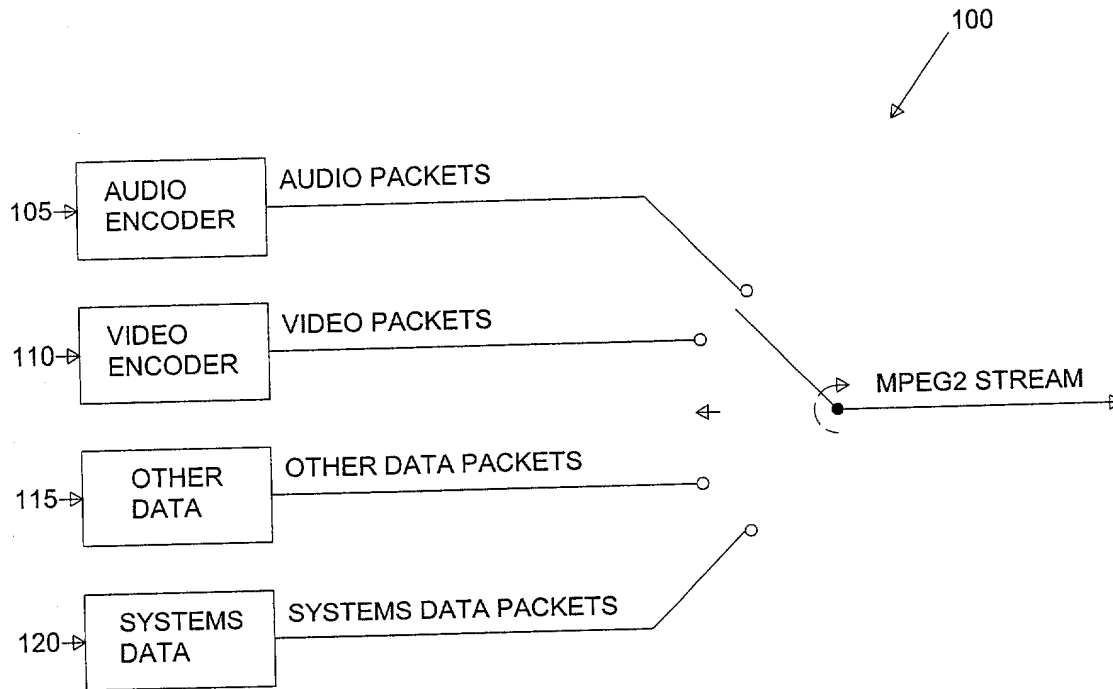 100
AUDIO PACKETS
AUDIO
ENCODER
105
VIDEO PACKETS
VIDEO
ENCODER
110
MPEG2 STREAM
OTHER DATA PACKETS
OTHER
DATA
115
SYSTEMS DATA PACKETS
SYSTEMS
DATA
120